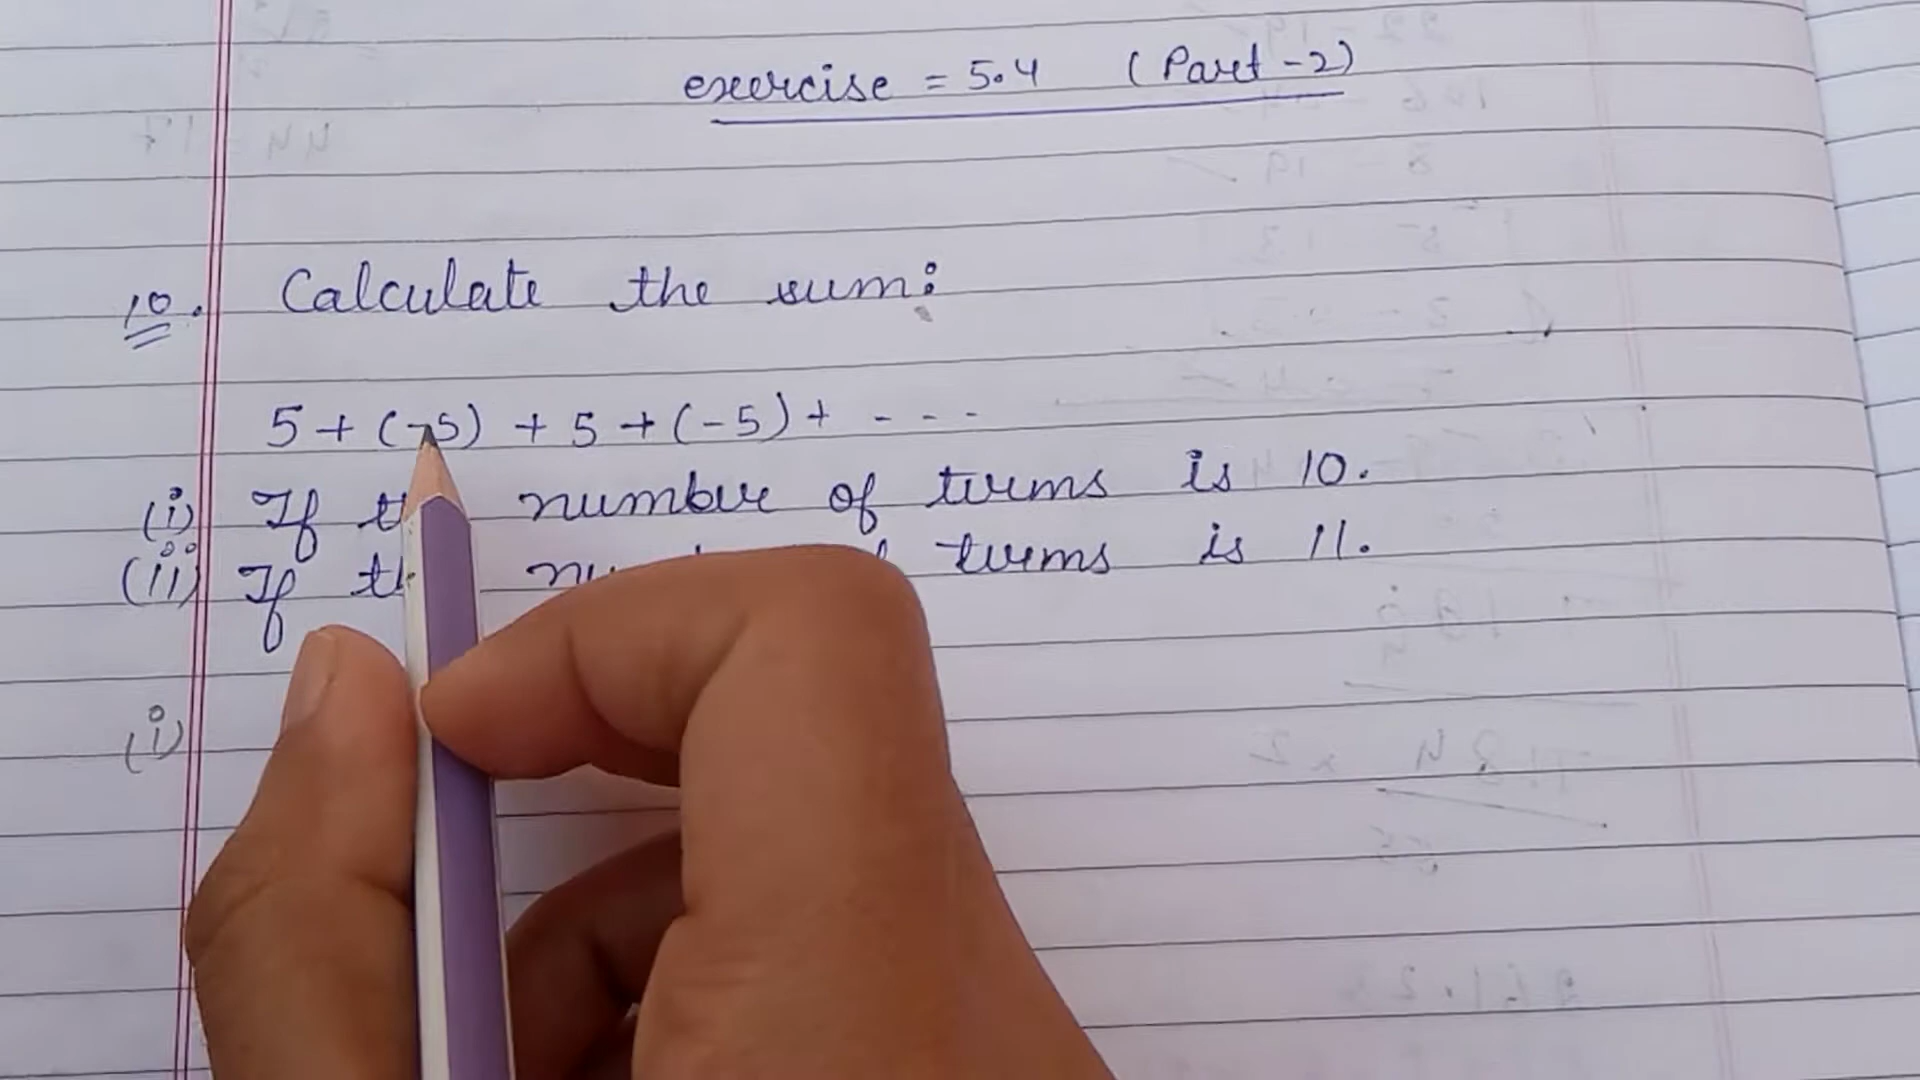 exercise = 5.4 (Part - 2)
10. Calculate the sum:
5 + (-5) + 5 + (-5) + - - -
(i) If number of terms is 10.
(ii) If terms is 11.
(i)